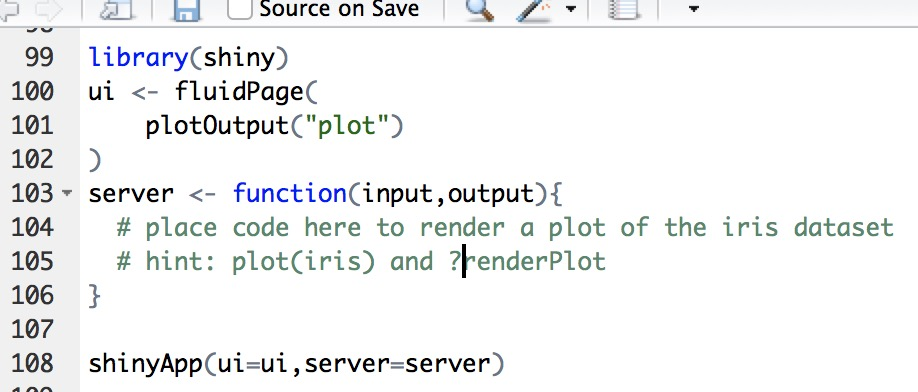 Source on Save
99 library(shiny)
100 ui <- fluidPage(
101 plotOutput("plot")
102 )
103 server <- function(input,output){
104 # place code here to render a plot of the iris dataset
105 # hint: plot(iris) and ?renderPlot
106 }
107
108 shinyApp(ui=ui,server=server)